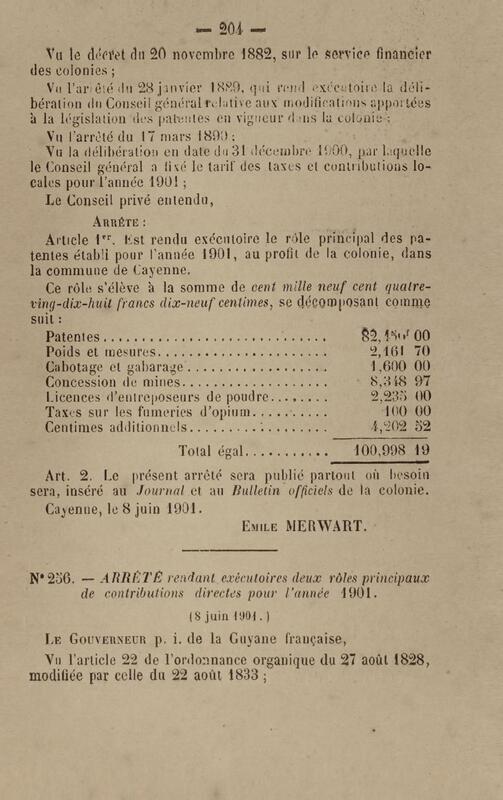 — 201 —
Vu le décret du 20 novembre 1882, sur le service financier
des colonies ;
Vu l'arrêté du 28 janvier 1889, qui rend exécutoire la déli-
bération du Conseil général relative aux modifications apportées
à la législation des patentes en vigueur dans la colonie ;
Vu l'arrêté du 17 mars 1890 ;
Vu la délibération en date du 31 décembre 1900, par laquelle
le Conseil général a fixé le tarif des taxes et contributions lo-
cales pour l'année 1901 ;
Le Conseil privé entendu,
ARRÊTE :
Article 1er. Est rendu exécutoire le rôle principal des pa-
tentes établi pour l'année 1901, au profit de la colonie, dans
la commune de Cayenne.
Ce rôle s'élève à la somme de cent mille neuf cent quatre-
ving-dix-huit francs dix-neuf centimes, se décomposant comme
suit :
Patentes.............................. 00
Poids et mesures....................... 2,161 70
Cabotage et gabarage................... 1,600 00
Concession de mines.................... 8,348 97
Licences d'entreposeurs de poudre....... 2,235 00
Taxes sur les fumeries d'opium.......... 100 00
Centimes additionnels.................. 4,202 52
Total égal........... 100,998 19
Art. 2. Le présent arrêté sera publié partout où besoin
sera, inséré au Journal et au Bulletin officiels de la colonie.
Cayenne, le 8 juin 1901.
EMILE MERWART.
N° 256. — ARRÊTÉ rendant exécutoires deux rôles principaux
de contributions directes pour l'année 1901.
(8 juin 1901.)
LE GOUVERNEUR p. i. de la Guyane française,
Vu l'article 22 de l'ordonnance organique du 27 août 1828,
modifiée par celle du 22 août 1833 ;